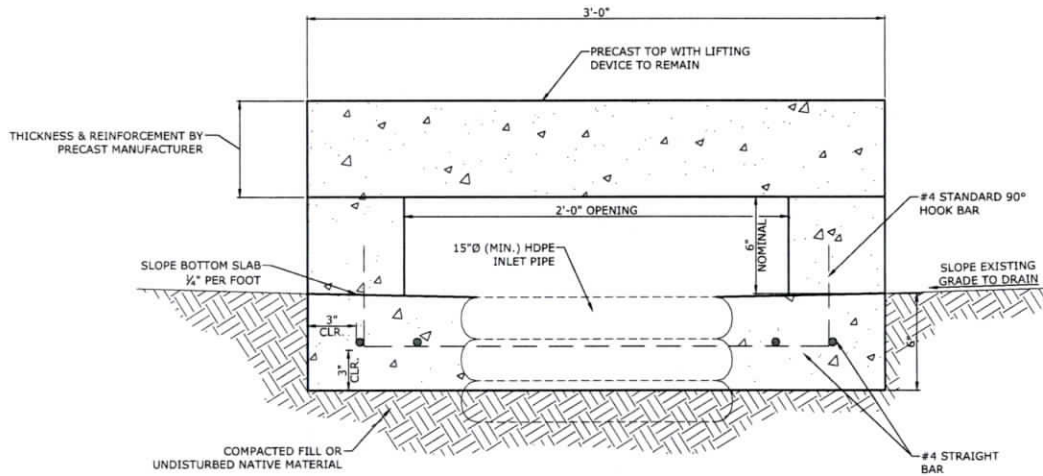 3'-0"
PRECAST TOP WITH LIFTING
DEVICE TO REMAIN
THICKNESS & REINFORCEMENT BY
PRECAST MANUFACTURER
#4 STANDARD 90°
HOOK BAR
2'-0" OPENING
6"
NOMINAL
15"Ø (MIN.) HDPE
INLET PIPE
SLOPE BOTTOM SLAB
¼" PER FOOT
SLOPE EXISTING
GRADE TO DRAIN
3"
CLR.
3"
CLR.
6"
COMPACTED FILL OR
UNDISTURBED NATIVE MATERIAL
#4 STRAIGHT
BAR